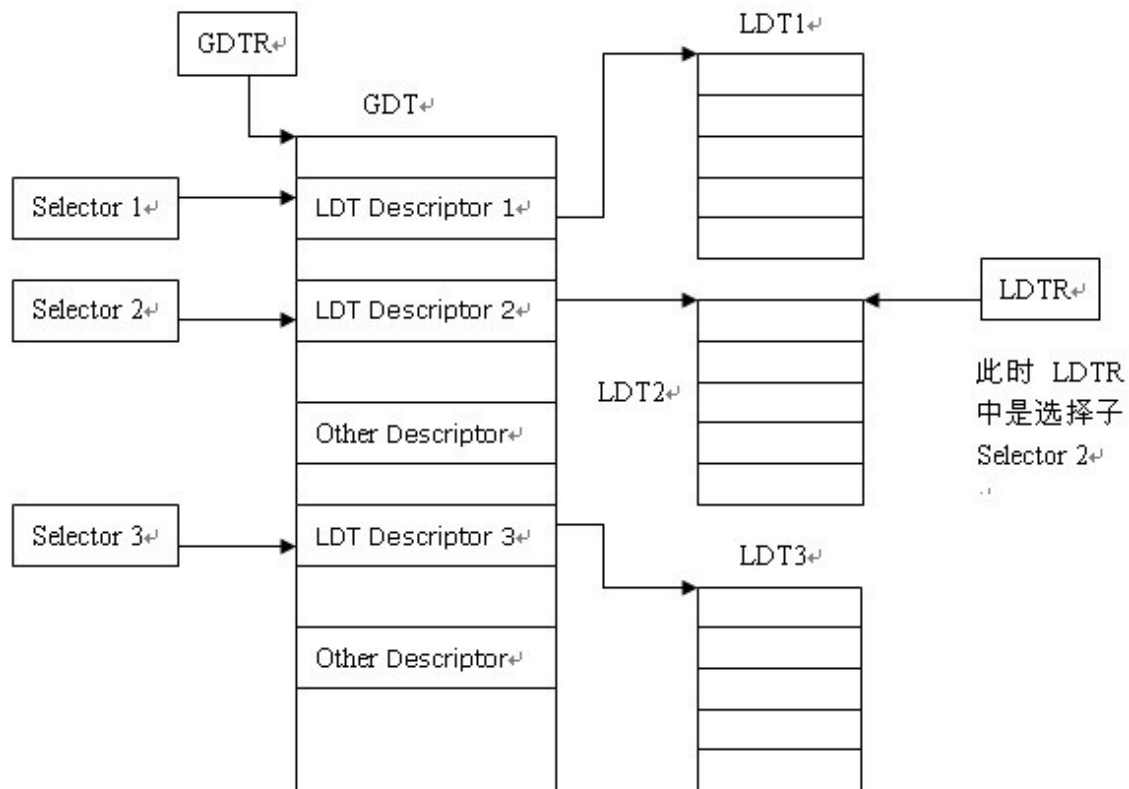 LDT1
GDTR
GDT
Selector 1
LDT Descriptor 1
Selector 2
LDT Descriptor 2
LDTR
此时 LDTR
中是选择子
Selector 2
LDT2
Other Descriptor
Selector 3
LDT Descriptor 3
LDT3
Other Descriptor